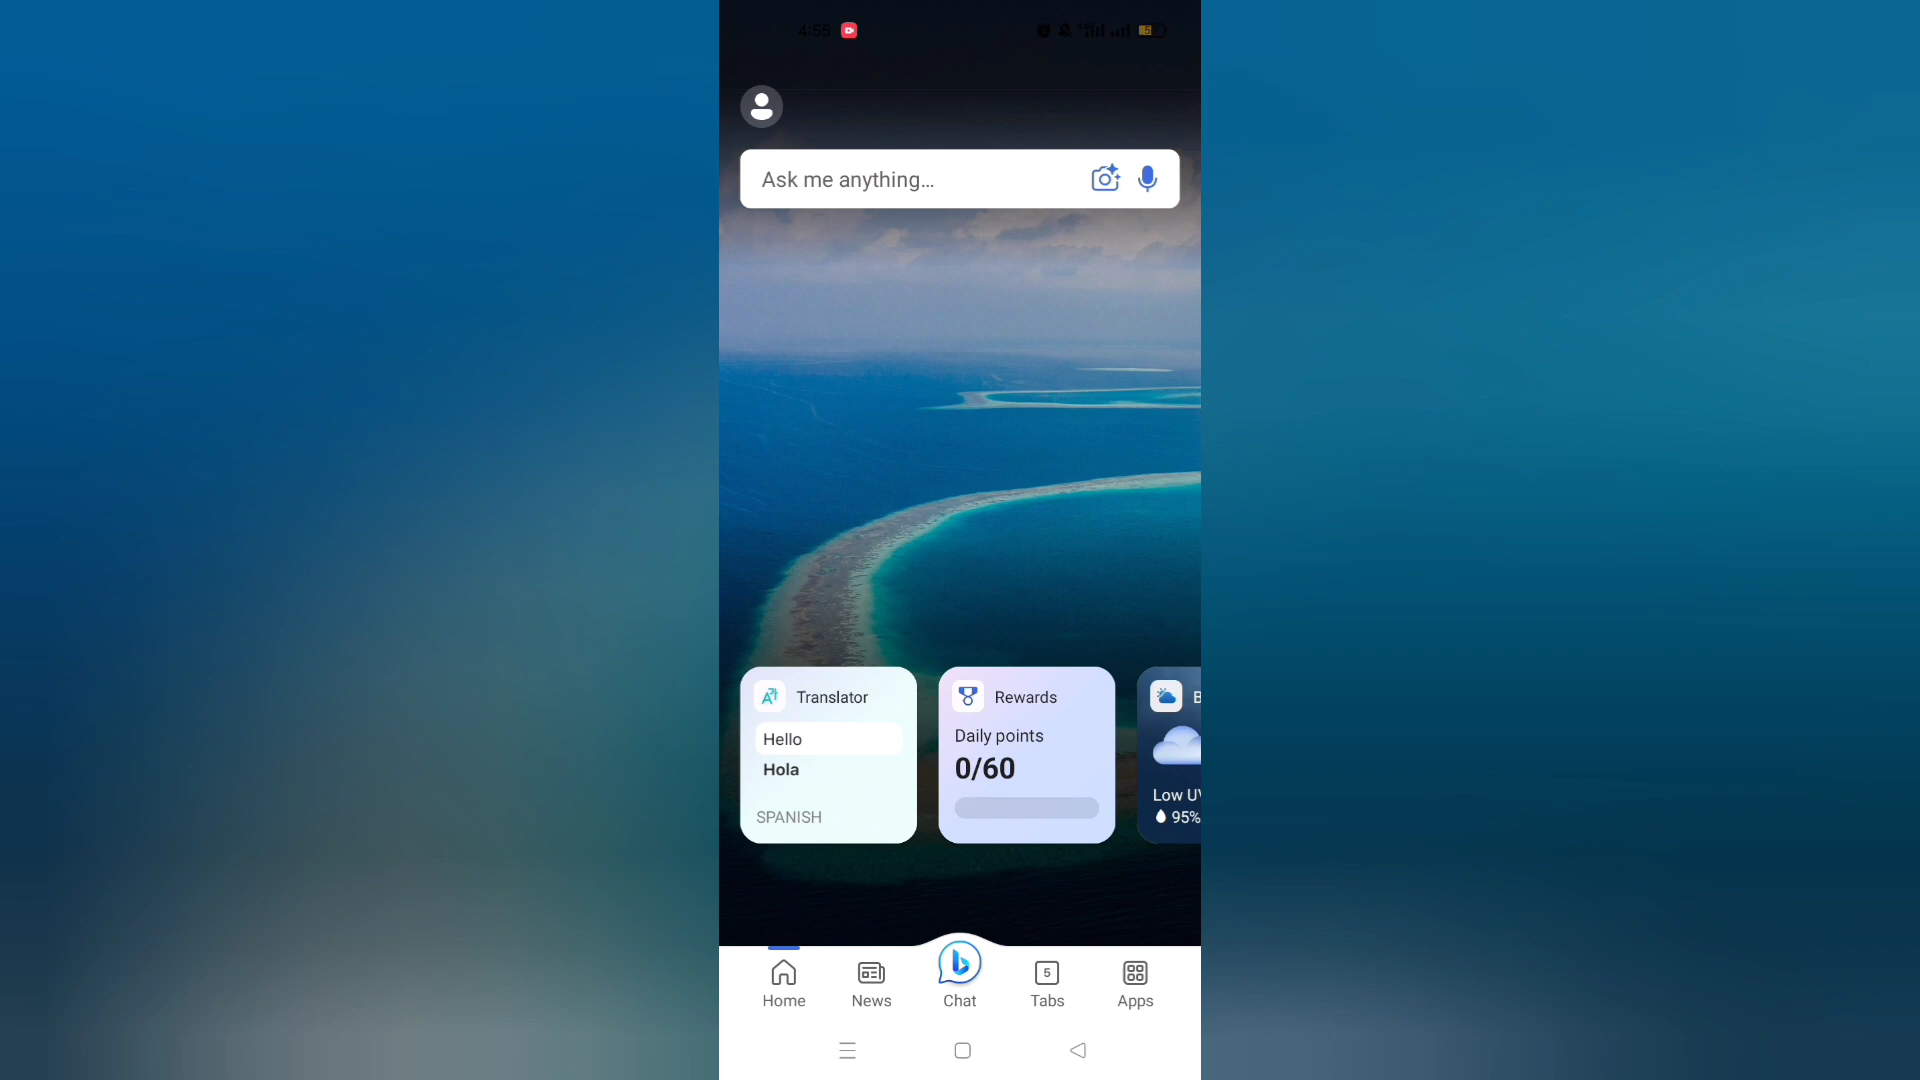 4:55
Ask me anything...
Translator
Hello
Hola
SPANISH
Rewards
Daily points
0/60
B
Low UV
95%
Home
News
Chat
5
Tabs
Apps